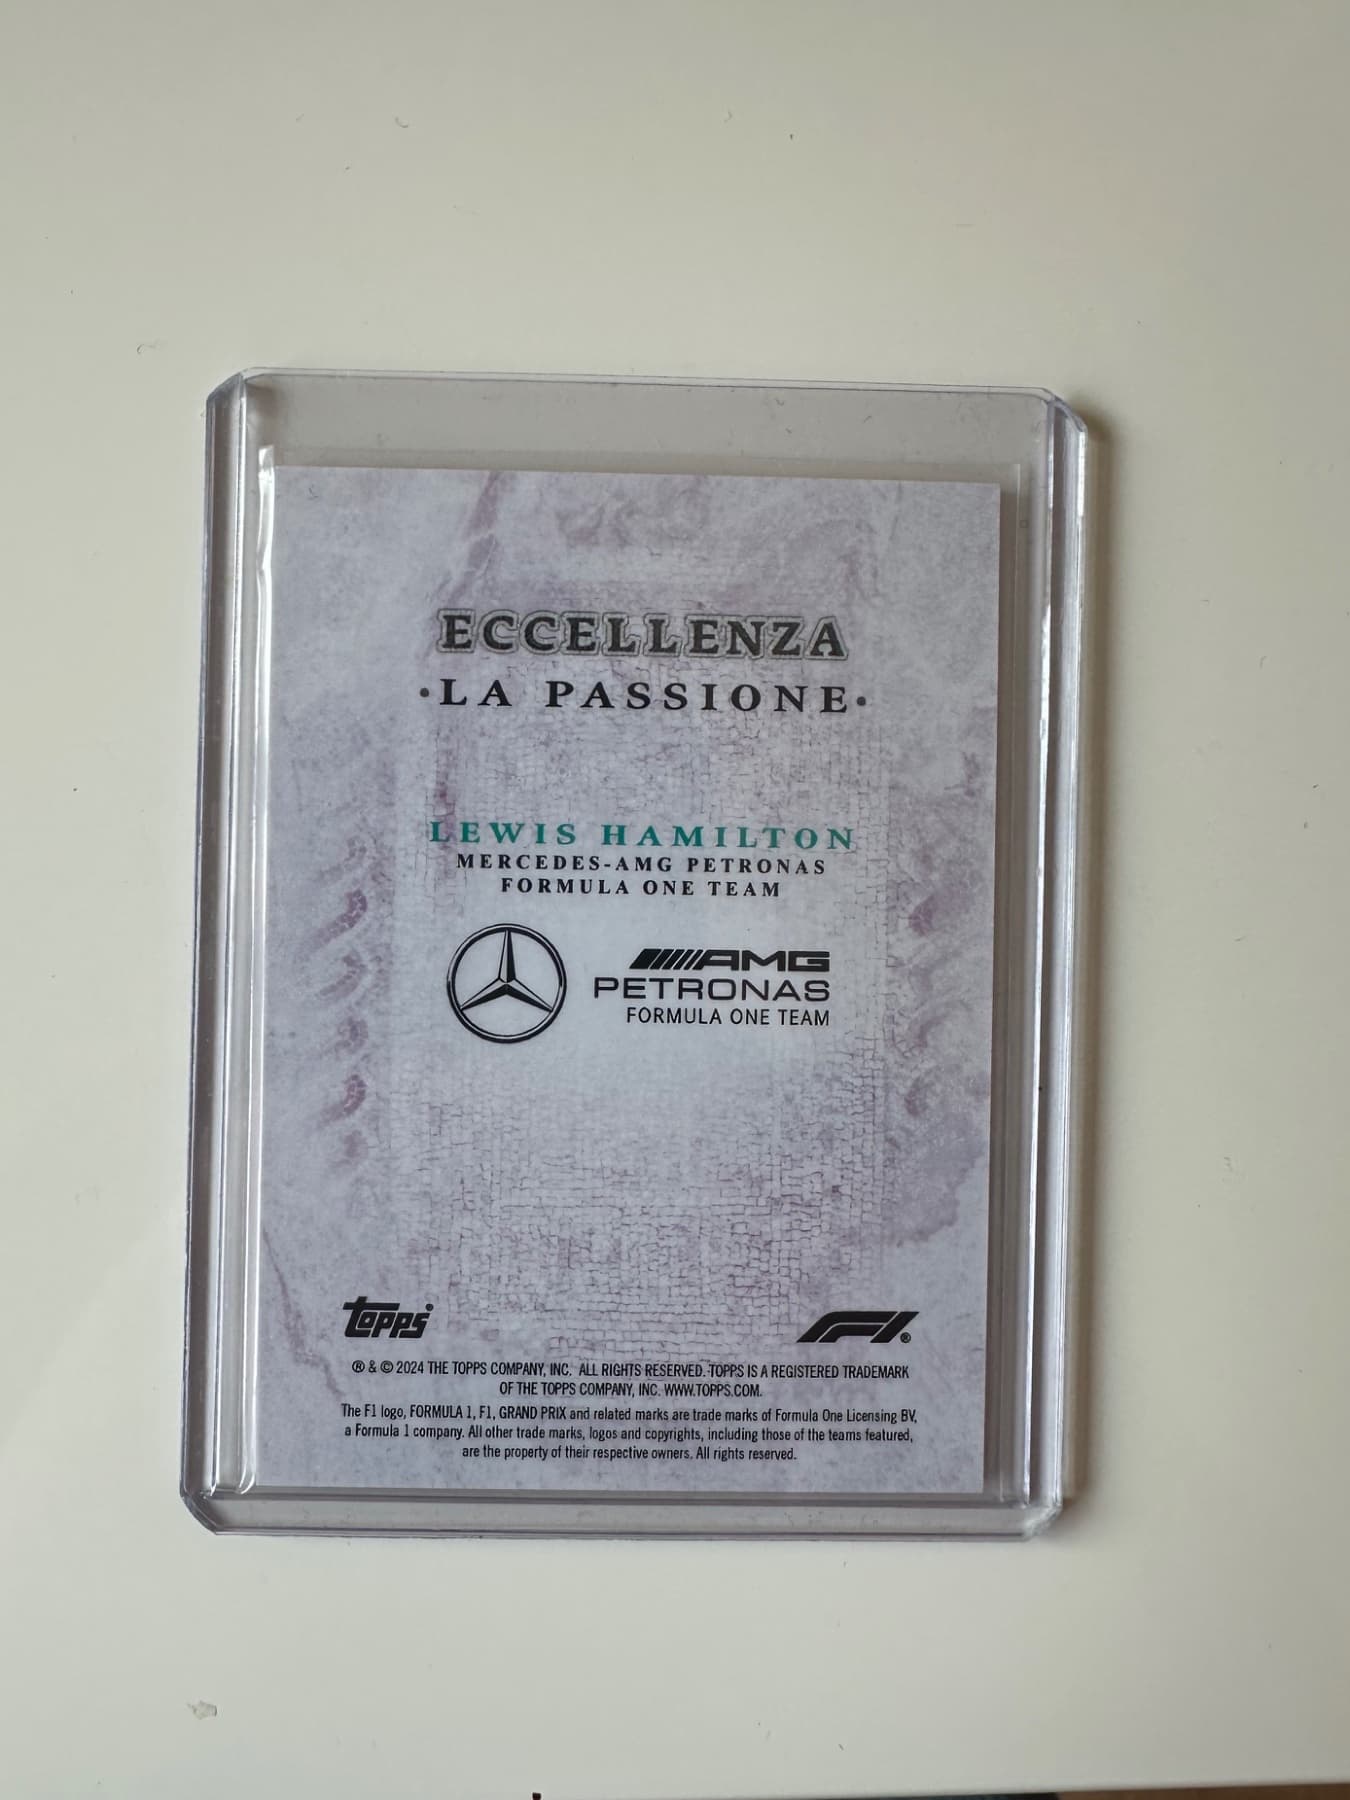 ECCELLENZA
·LA PASSIONE·
LEWIS HAMILTON
MERCEDES-AMG PETRONAS
FORMULA ONE TEAM
AMG
PETRONAS
FORMULA ONE TEAM
topps®
F1®
® & © 2024 THE TOPPS COMPANY, INC. ALL RIGHTS RESERVED. TOPPS IS A REGISTERED TRADEMARK
OF THE TOPPS COMPANY, INC. WWW.TOPPS.COM.
The F1 logo, FORMULA 1, F1, GRAND PRIX and related marks are trade marks of Formula One Licensing BV,
a Formula 1 company. All other trade marks, logos and copyrights, including those of the teams featured,
are the property of their respective owners. All rights reserved.